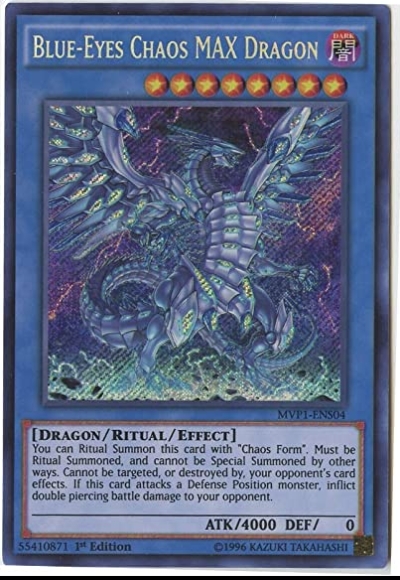 BLUE-EYES CHAOS MAX DRAGON
DARK
闇
MVP1-ENS04
[DRAGON/RITUAL/EFFECT]
You can Ritual Summon this card with "Chaos Form". Must be
Ritual Summoned, and cannot be Special Summoned by other
ways. Cannot be targeted, or destroyed by, your opponent's card
effects. If this card attacks a Defense Position monster, inflict
double piercing battle damage to your opponent.
ATK/4000 DEF/ 0
55410871 1st Edition ©1996 KAZUKI TAKAHASHI